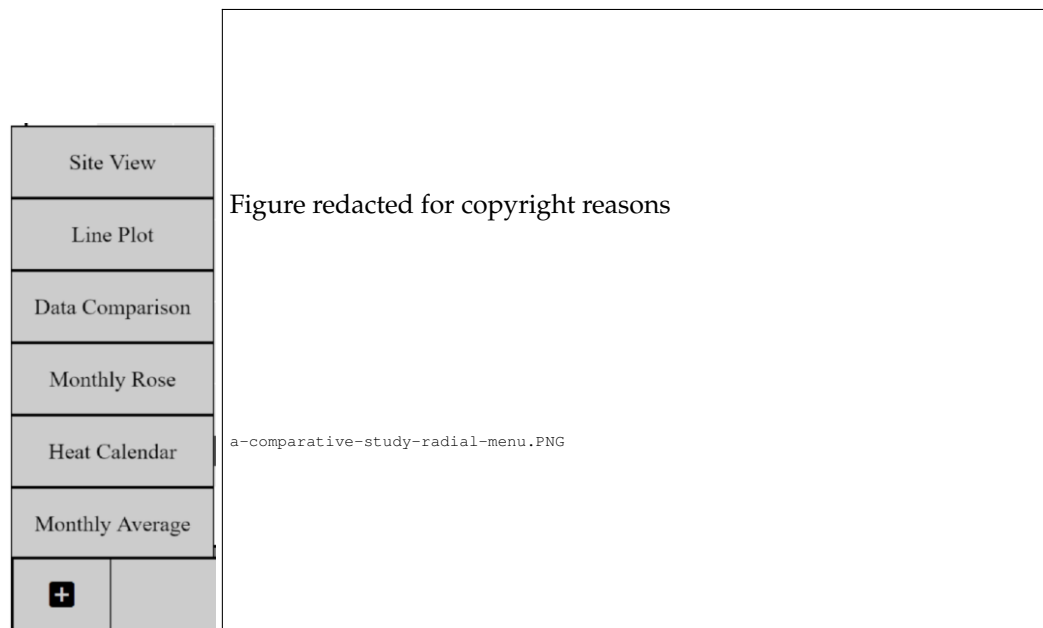 Site View
Line Plot
Data Comparison
Monthly Rose
Heat Calendar
Monthly Average
Figure redacted for copyright reasons
a-comparative-study-radial-menu.PNG